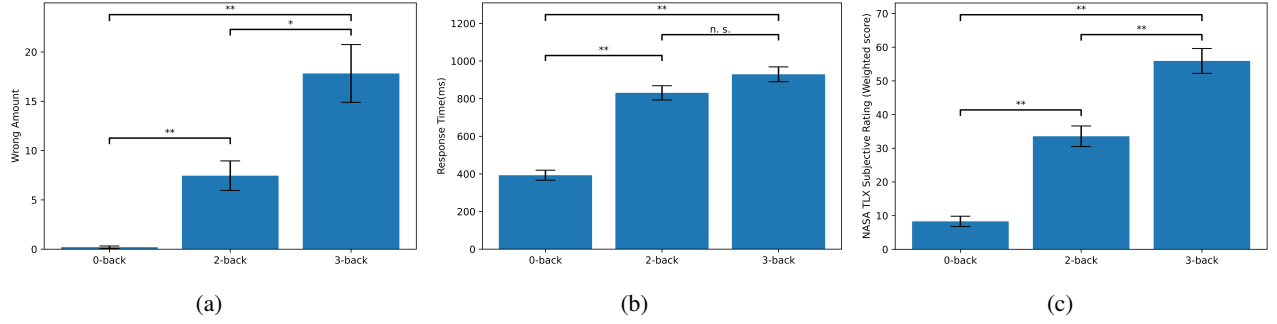 **
*
**
Wrong Amount
20
15
10
5
0
0-back
2-back
3-back
(a)
**
n. s.
**
Response Time(ms)
1200
1000
800
600
400
200
0
0-back
2-back
3-back
(b)
**
**
**
NASA TLX Subjective Rating (Weighted score)
70
60
50
40
30
20
10
0
0-back
2-back
3-back
(c)